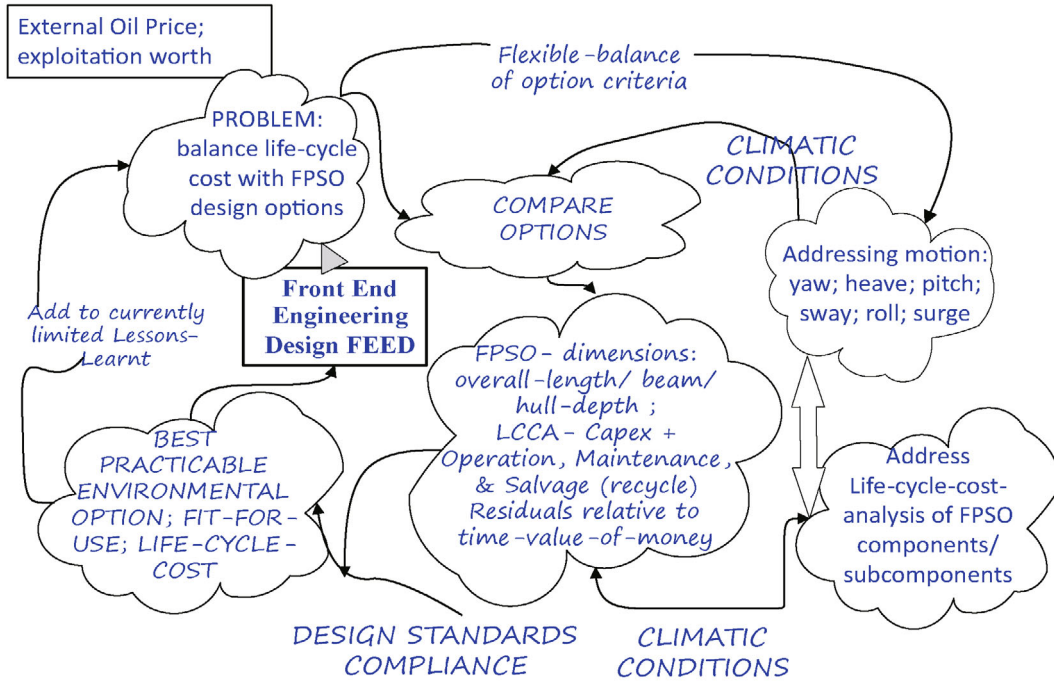 External Oil Price;
exploitation worth
PROBLEM:
balance life-cycle
cost with FPSO
design options
Flexible-balance
of option criteria
CLIMATIC
CONDITIONS
COMPARE
OPTIONS
Addressing motion:
yaw; heave; pitch;
sway; roll; surge
Front End
Engineering
Design FEED
Add to currently
limited Lessons-
Learnt
FPSO- dimensions:
overall-length/ beam/
hull-depth ;
LCCA- Capex +
Operation, Maintenance,
& Salvage (recycle)
Residuals relative to
time-value-of-money
BEST
PRACTICABLE
ENVIRONMENTAL
OPTION; FIT-FOR-
USE; LIFE-CYCLE-
COST
Address
Life-cycle-cost-
analysis of FPSO
components/
subcomponents
DESIGN STANDARDS
COMPLIANCE
CLIMATIC
CONDITIONS